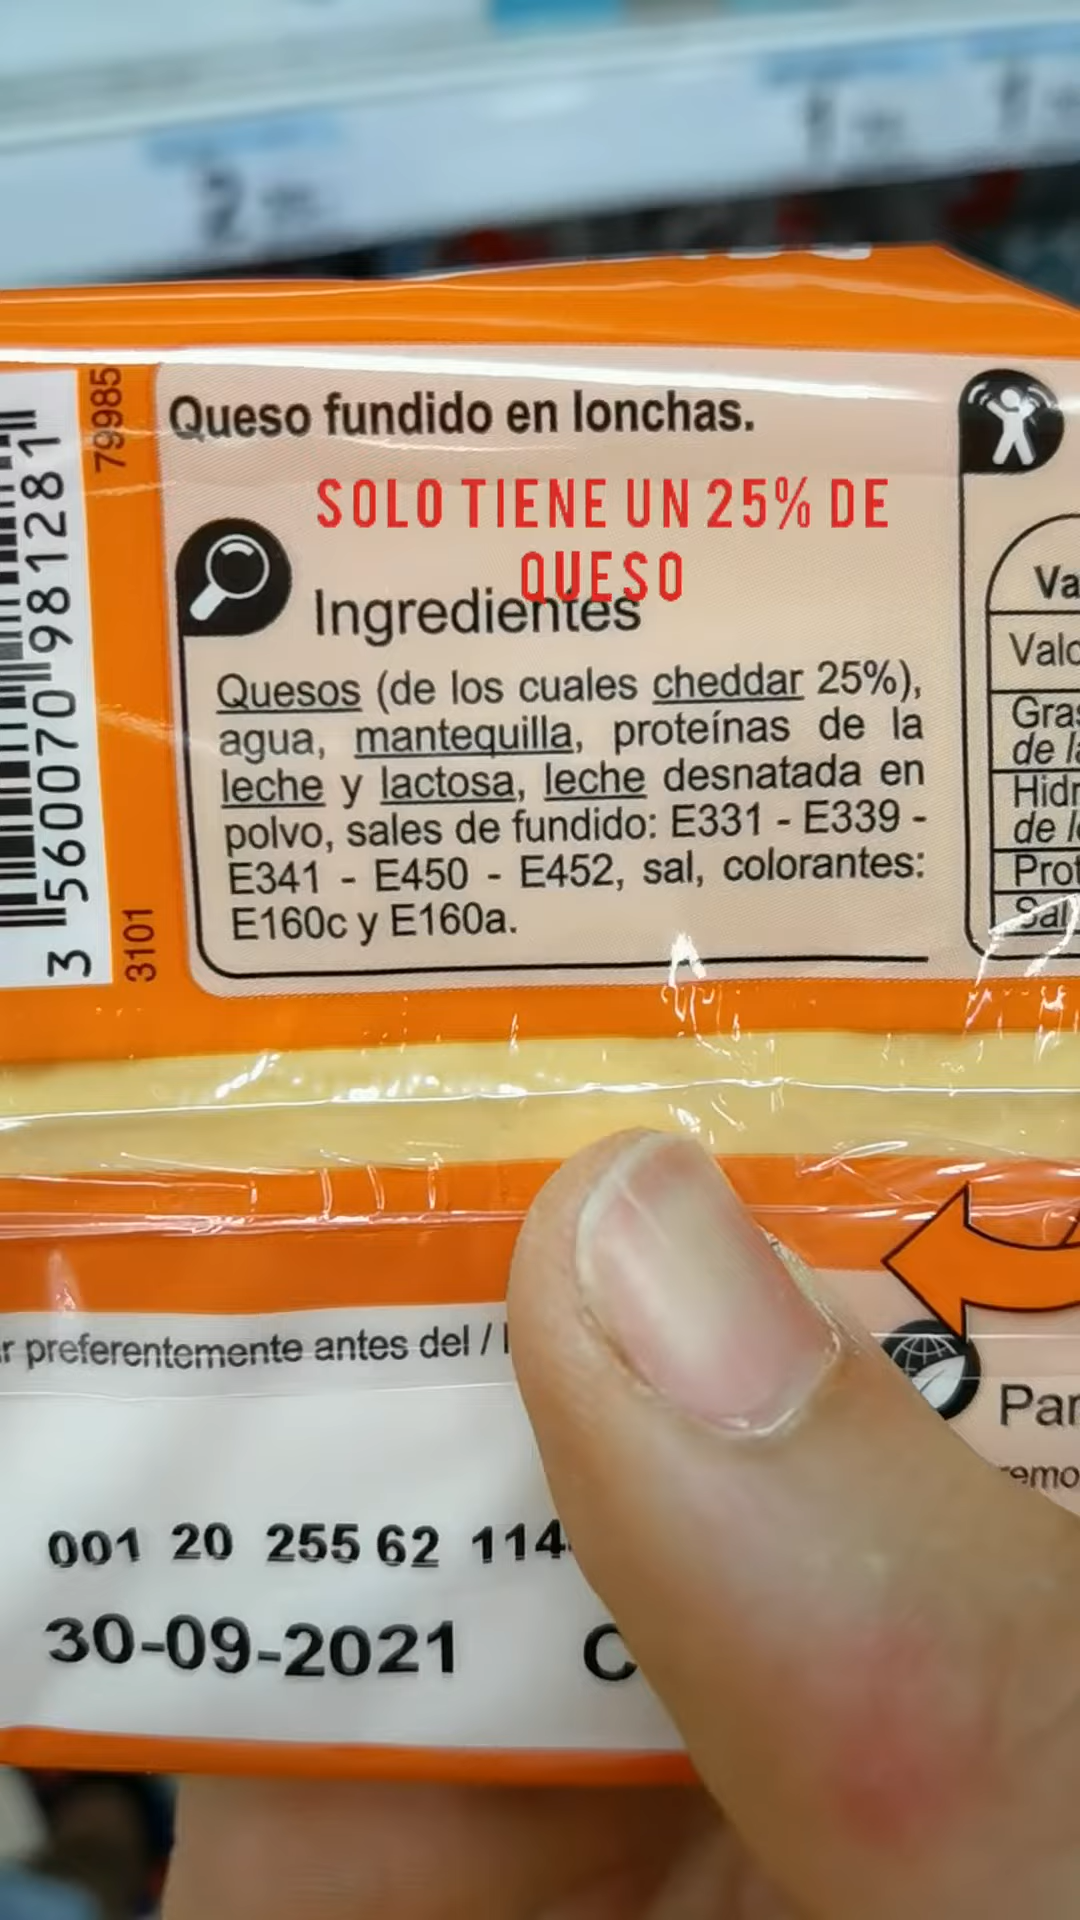 2
1
1
79985
3 560070 981281
3101
Queso fundido en lonchas.
SOLO TIENE UN 25% DE
QUESO
Ingredientes
Quesos (de los cuales cheddar 25%),
agua, mantequilla, proteínas de la
leche y lactosa, leche desnatada en
polvo, sales de fundido: E331 - E339 -
E341 - E450 - E452, sal, colorantes:
E160c y E160a.
Va
Valo
Gras
de la
Hidr
de l
Prot
Sal
r preferentemente antes del /
001 20 255 62 114
30-09-2021 C
Par
remo